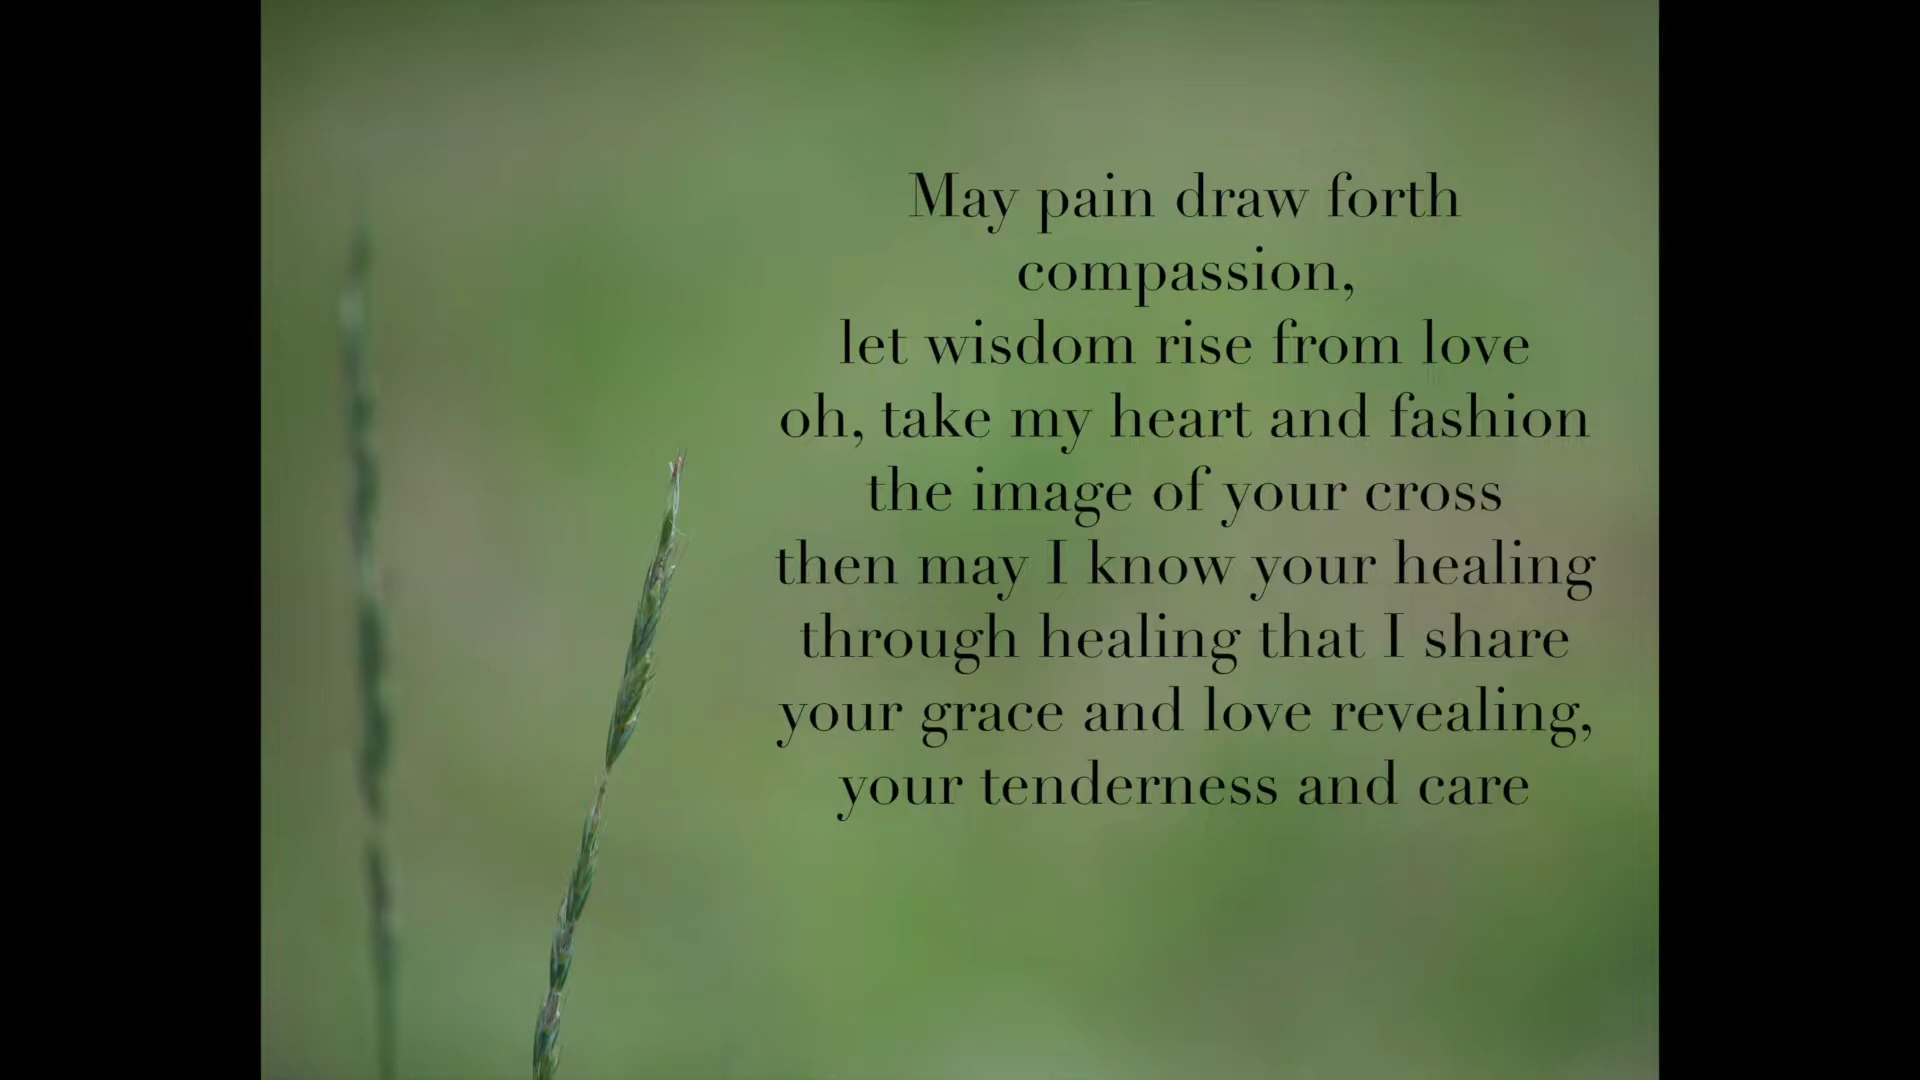 May pain draw forth
compassion,
let wisdom rise from love
oh, take my heart and fashion
the image of your cross
then may I know your healing
through healing that I share
your grace and love revealing,
your tenderness and care